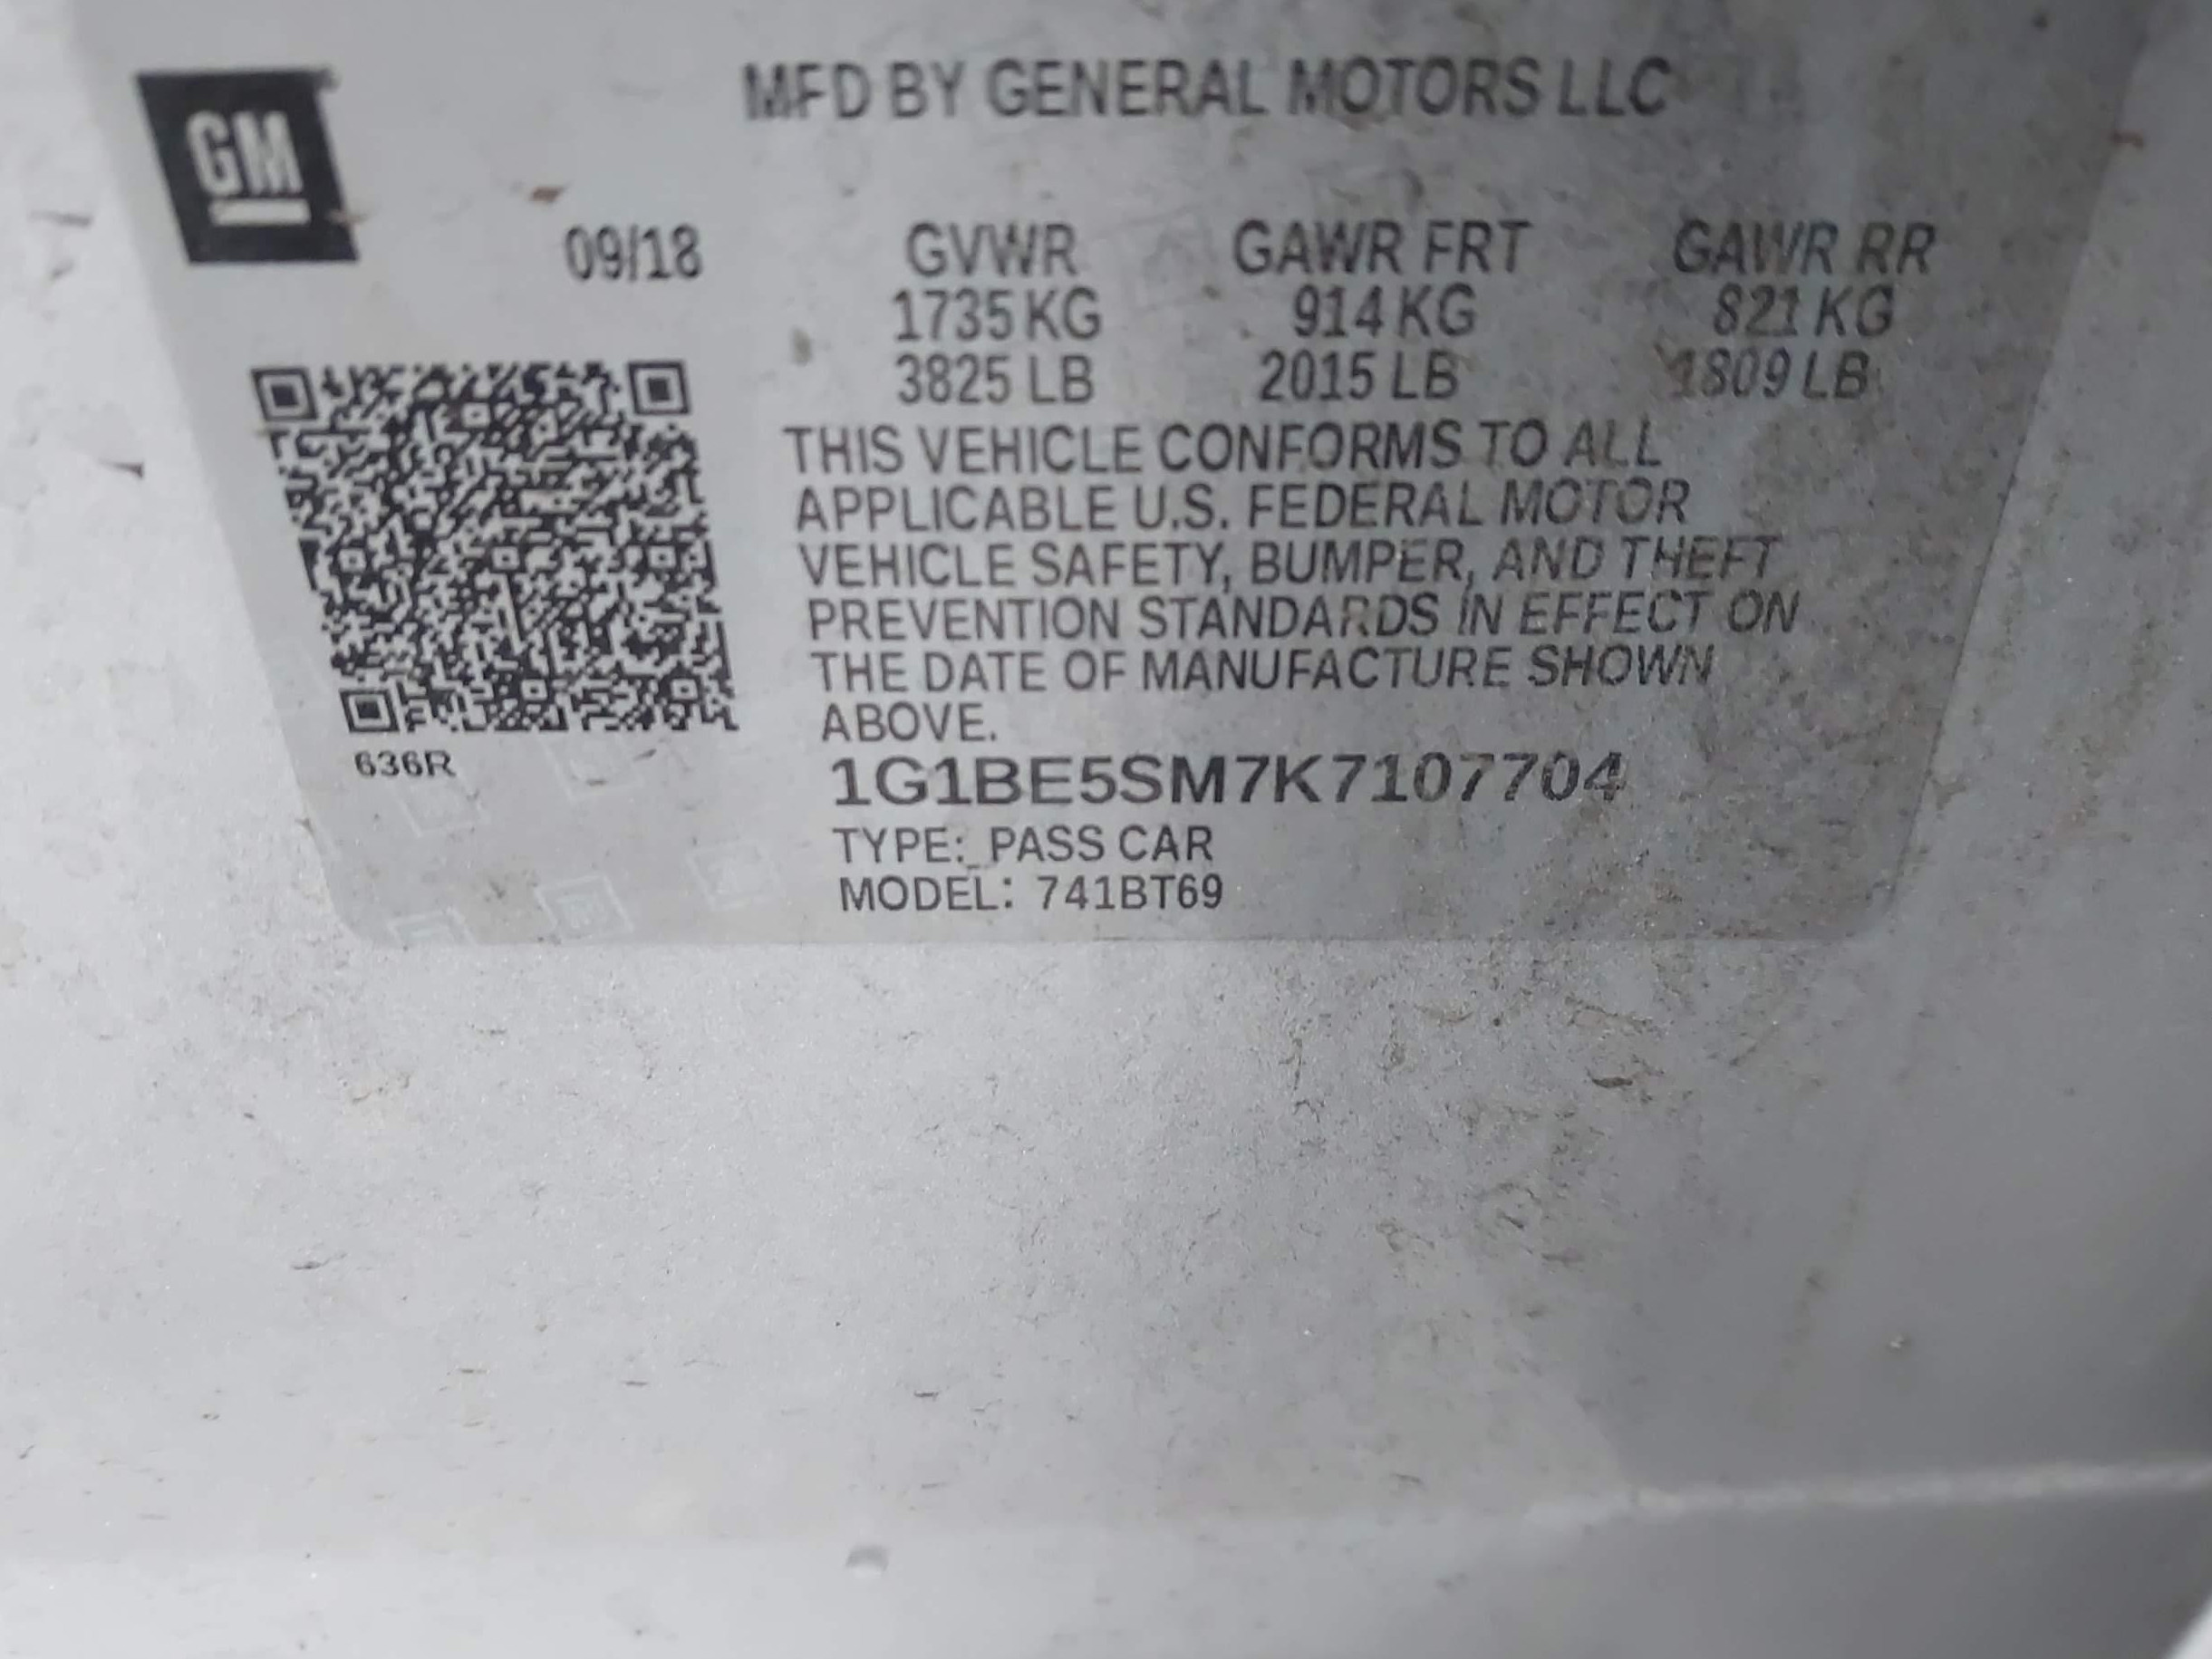 GM
MFD BY GENERAL MOTORS LLC
09/18 GVWR GAWR FRT GAWR RR
1735 KG 914 KG 821 KG
3825 LB 2015 LB 1809 LB
THIS VEHICLE CONFORMS TO ALL
APPLICABLE U.S. FEDERAL MOTOR
VEHICLE SAFETY, BUMPER, AND THEFT
PREVENTION STANDARDS IN EFFECT ON
THE DATE OF MANUFACTURE SHOWN
ABOVE.
636R
1G1BE5SM7K7107704
TYPE: PASS CAR
MODEL: 741BT69